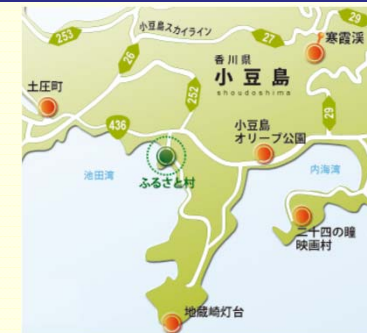 29
小豆島スカイライン
253
27
寒霞渓
26
香川県
小豆島
shoudoshima
土圧町
252
29
436
小豆島
オリーブ公園
池田湾
ふるさと村
内海湾
二十四の瞳
映画村
地蔵崎灯台